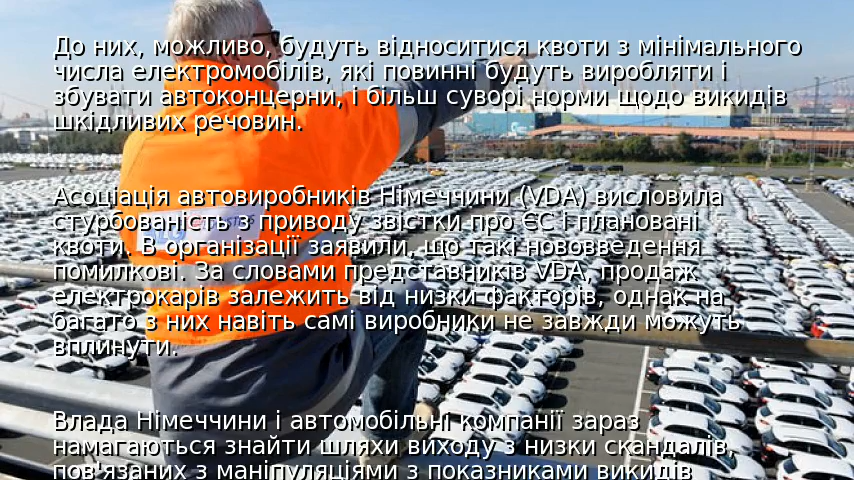 До них, можливо, будуть відноситися квоти з мінімального
числа електромобілів, які повинні будуть виробляти і
збувати автоконцерни, і більш суворі норми щодо викидів
шкідливих речовин.
Асоціація автовиробників Німеччини (VDA) висловила
стурбованість з приводу звістки про ЄС і плановані
квоти. В організації заявили, що такі нововведення
помилкові. За словами представників VDA, продаж
електрокарів залежить від низки факторів, однак на
багато з них навіть самі виробники не завжди можуть
вплинути.
Влада Німеччини і автомобільні компанії зараз
намагаються знайти шляхи виходу з низки скандалів,
пов'язаних з маніпуляціями з показниками викидів